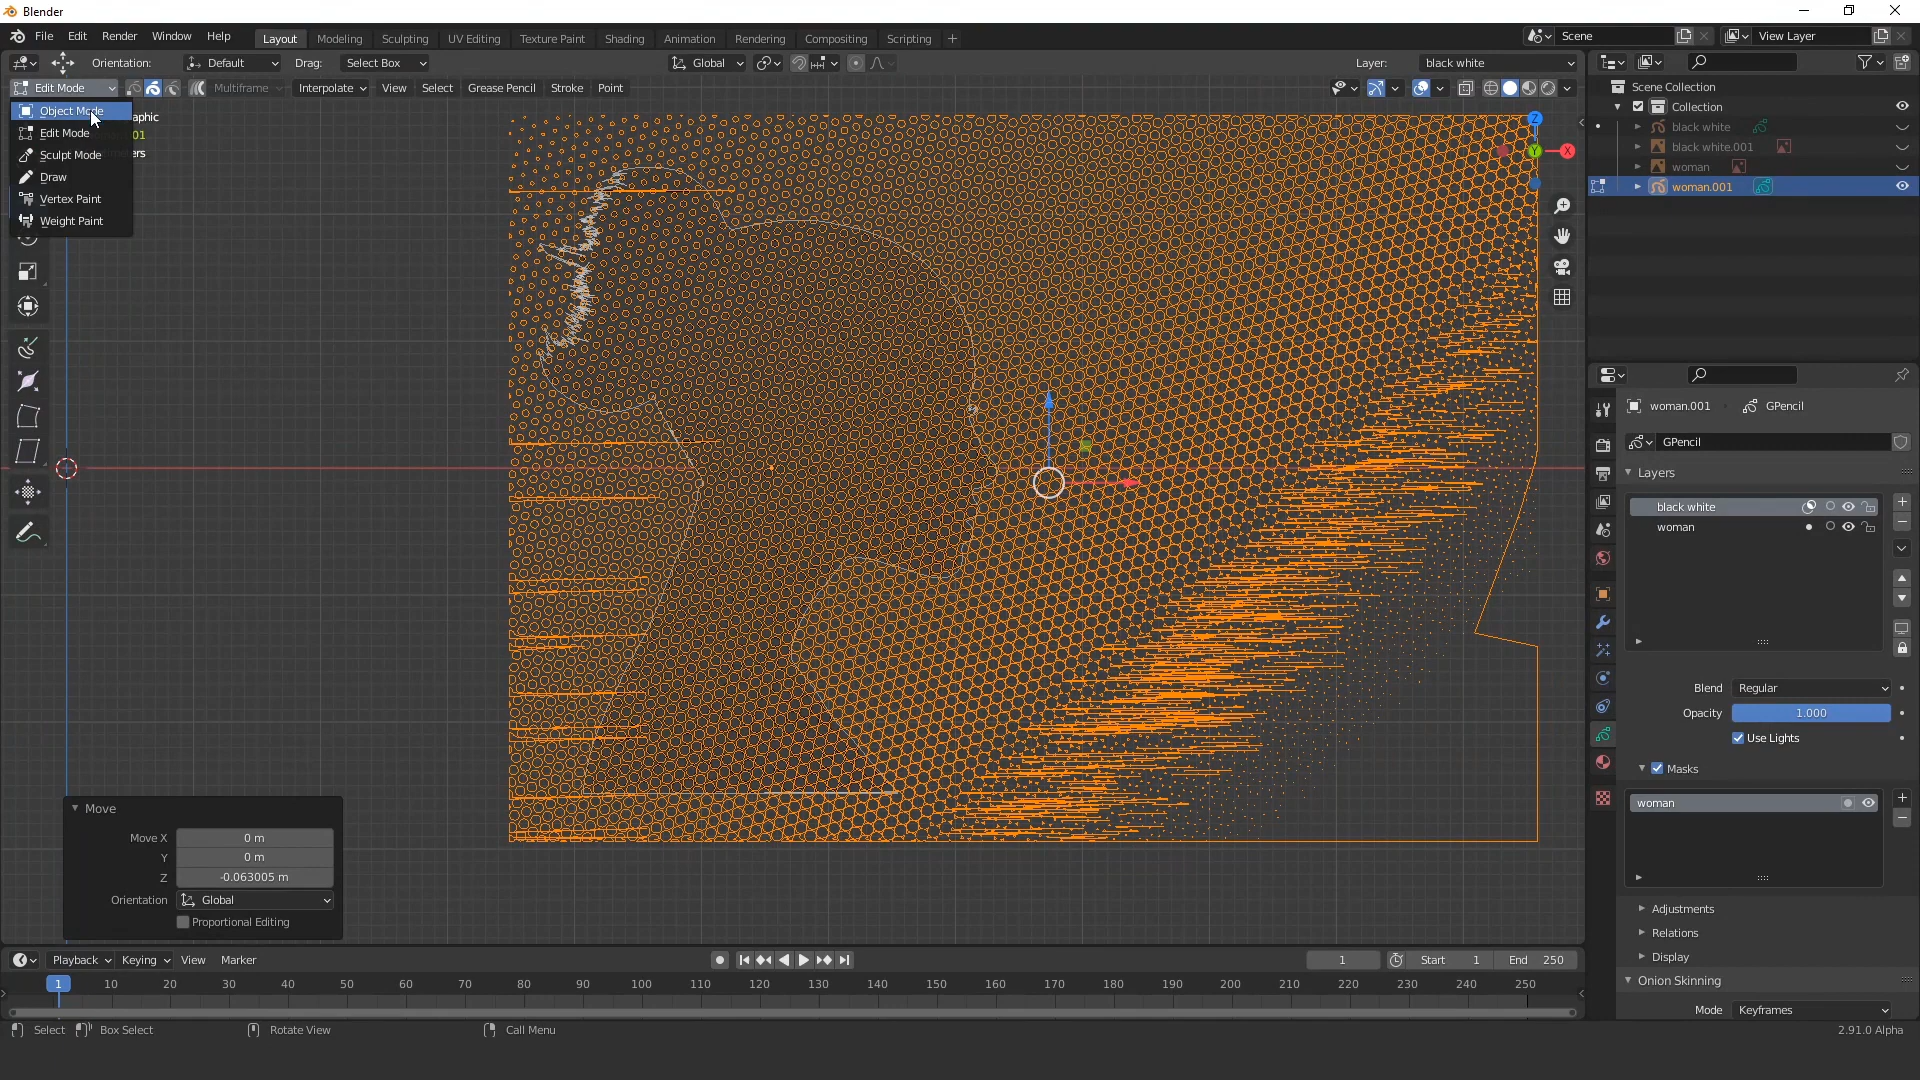 Blender
File Edit Render Window Help
Layout Modeling Sculpting UV Editing Texture Paint Shading Animation Rendering Compositing Scripting
Scene
View Layer
Orientation: Default Drag: Select Box
Global
Layer: black white
Edit Mode
Multiframe Interpolate View Select Grease Pencil Stroke Point
Object Mode
Edit Mode
Sculpt Mode
Draw
Vertex Paint
Weight Paint
Z
Y
X
Scene Collection
Collection
black white
black white.001
woman
woman.001
woman.001 GPencil
GPencil
Layers
black white
woman
Blend Regular
Opacity 1.000
Use Lights
Masks
woman
Adjustments
Relations
Display
Onion Skinning
Mode Keyframes
Move
Move X 0 m
Y 0 m
Z -0.063005 m
Orientation Global
Proportional Editing
Playback Keying View Marker
1 Start 1 End 250
1 10 20 30 40 50 60 70 80 90 100 110 120 130 140 150 160 170 180 190 200 210 220 230 240 250
Select Box Select Rotate View Call Menu
2.91.0 Alpha